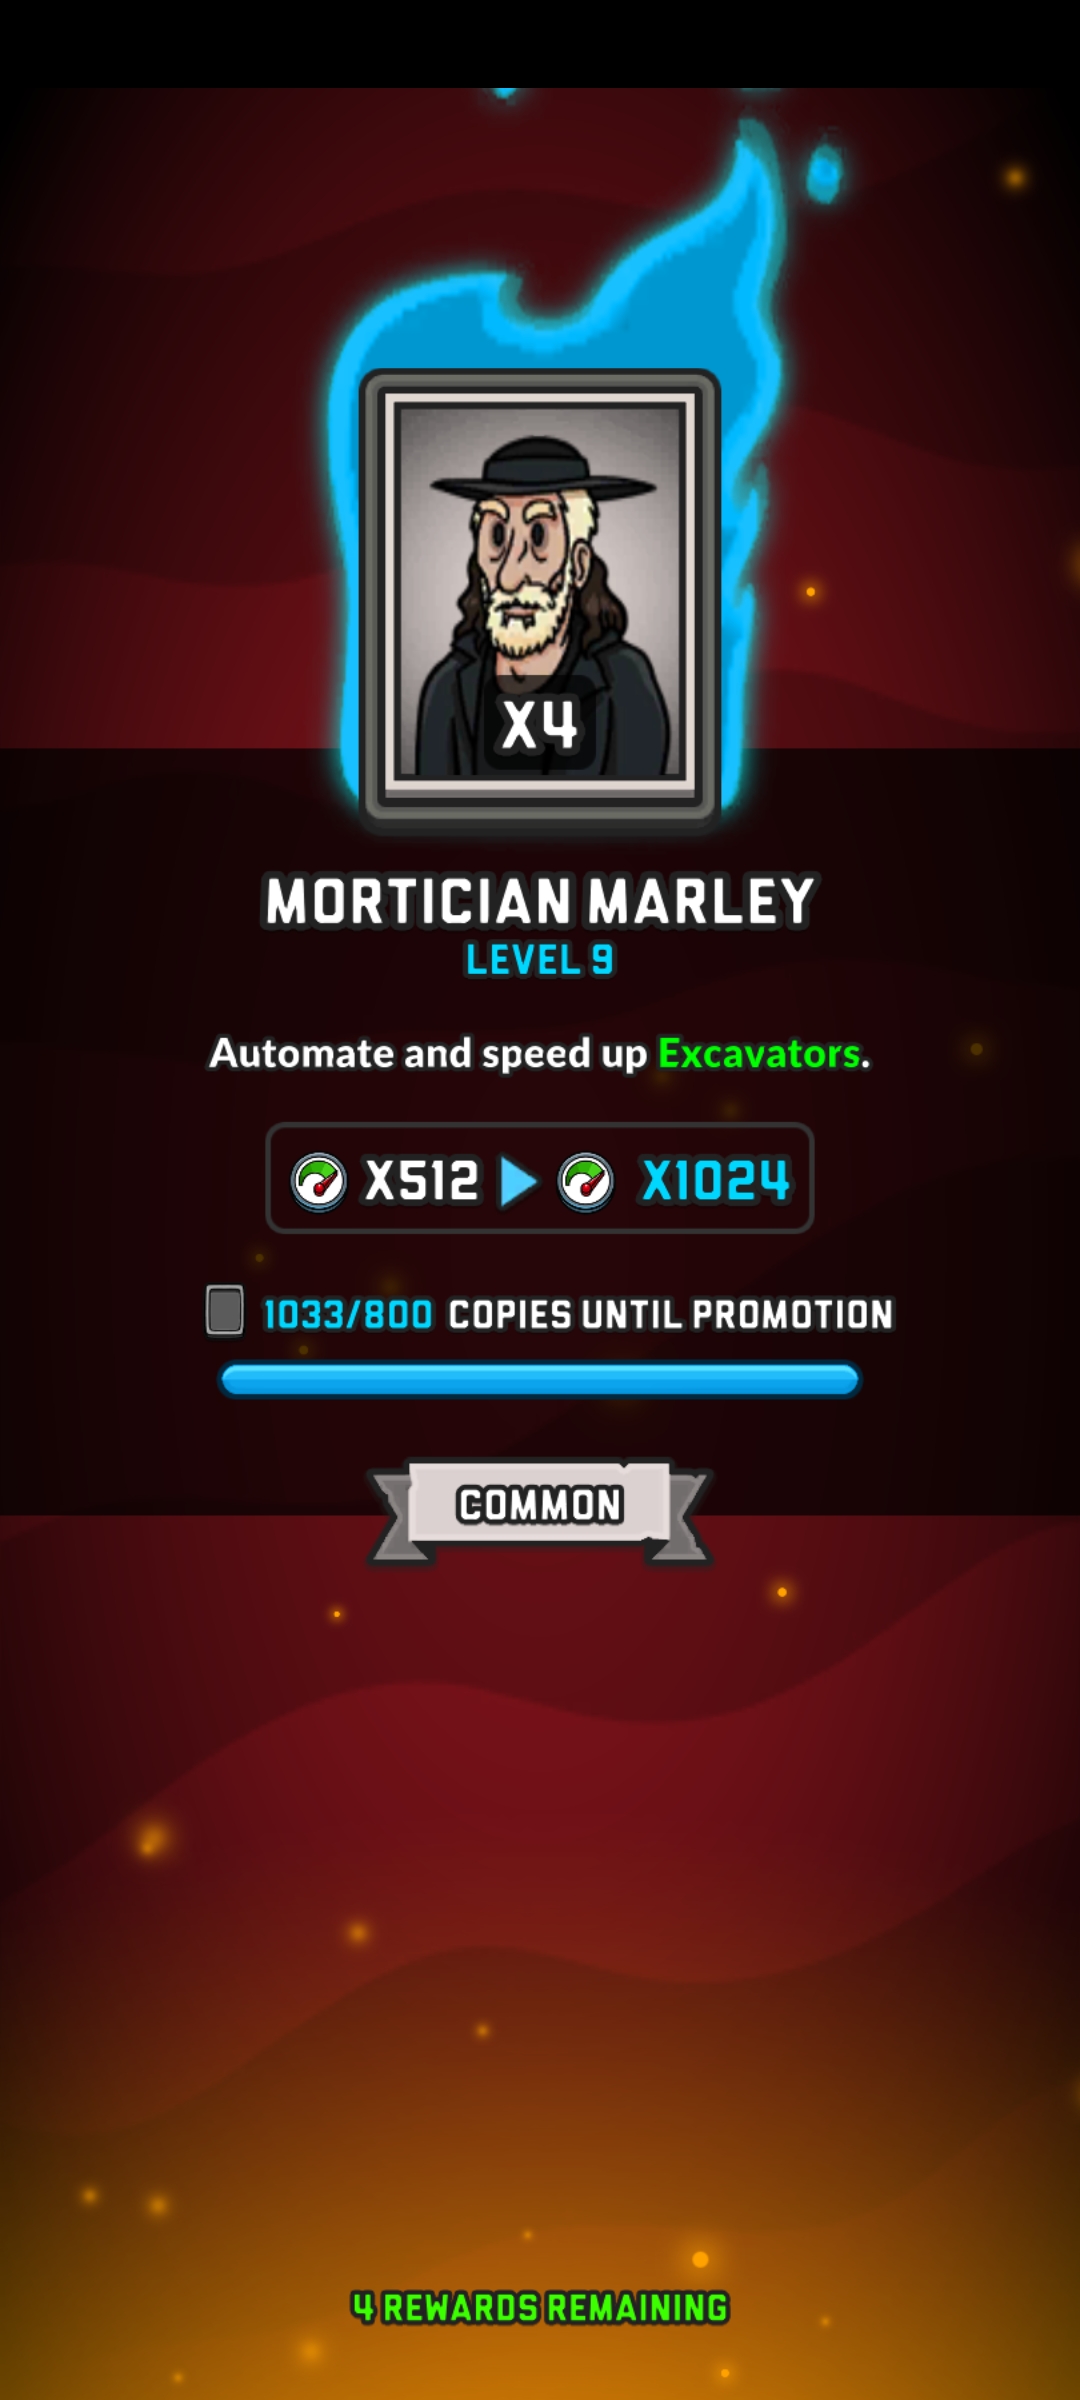 X4
MORTICIAN MARLEY
LEVEL 9
Automate and speed up Excavators.
X512 X1024
1033/800 COPIES UNTIL PROMOTION
COMMON
4 REWARDS REMAINING